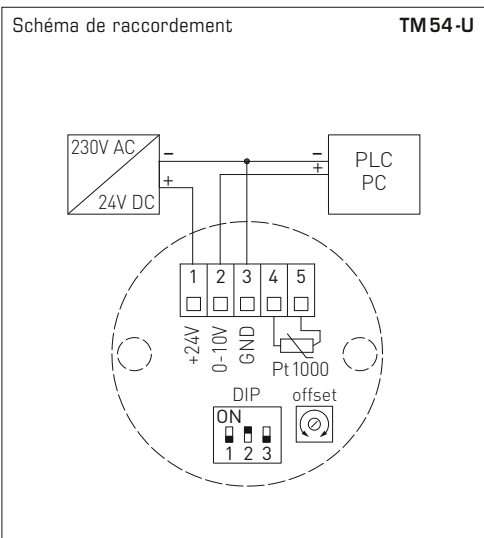 Schéma de raccordement TM54-U
230V AC
24V DC
–
+
–
+
PLC
PC
1 2 3 4 5
+24V
0-10V
GND
Pt1000
DIP offset
ON
1 2 3